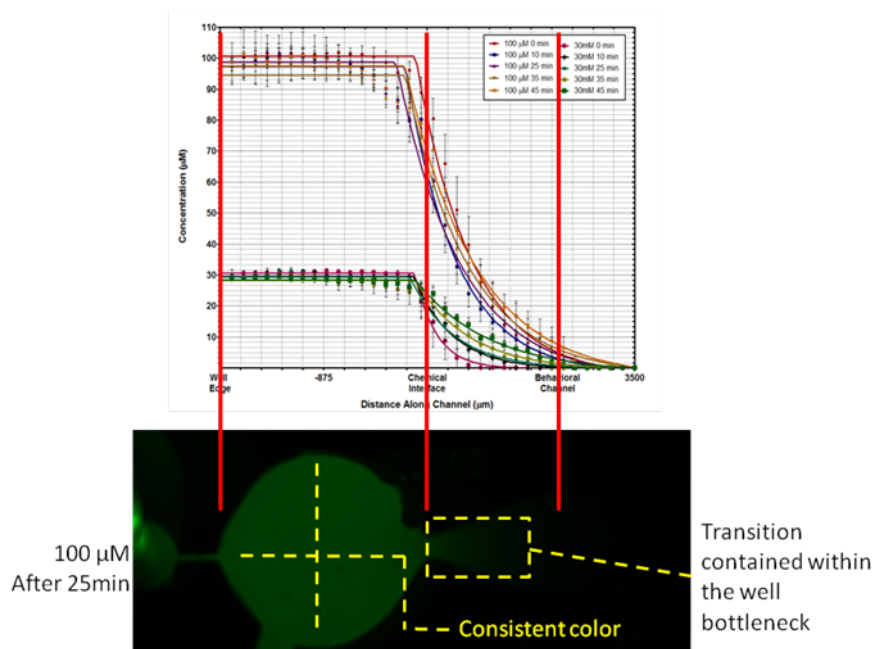 110
100
90
80
70
60
50
40
30
20
10
Concentration (µM)
100 µM 0 min
100 µM 10 min
100 µM 25 min
100 µM 35 min
100 µM 45 min
30mM 0 min
30mM 10 min
30mM 25 min
30mM 35 min
30mM 45 min
Well
Edge
-875
Chemical
Interface
Behavioral
Channel
3500
Distance Along Channel (µm)
100 µM
After 25min
Consistent color
Transition
contained within
the well
bottleneck